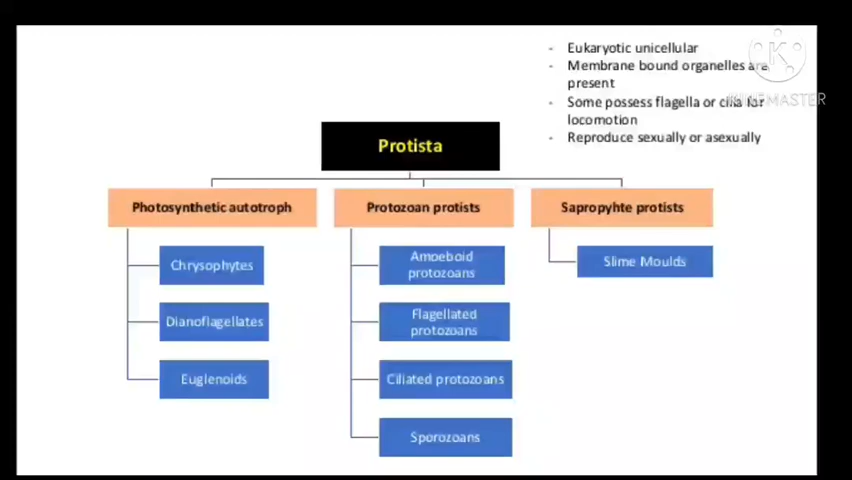 - Eukaryotic unicellular
- Membrane bound organelles are
present
- Some possess flagella or cilia for
locomotion
- Reproduce sexually or asexually
KINEMASTER
Protista
Photosynthetic autotroph
Protozoan protists
Sapropyhte protists
Chrysophytes
Dianoflagellates
Euglenoids
Amoeboid
protozoans
Flagellated
protozoans
Ciliated protozoans
Sporozoans
Slime Moulds